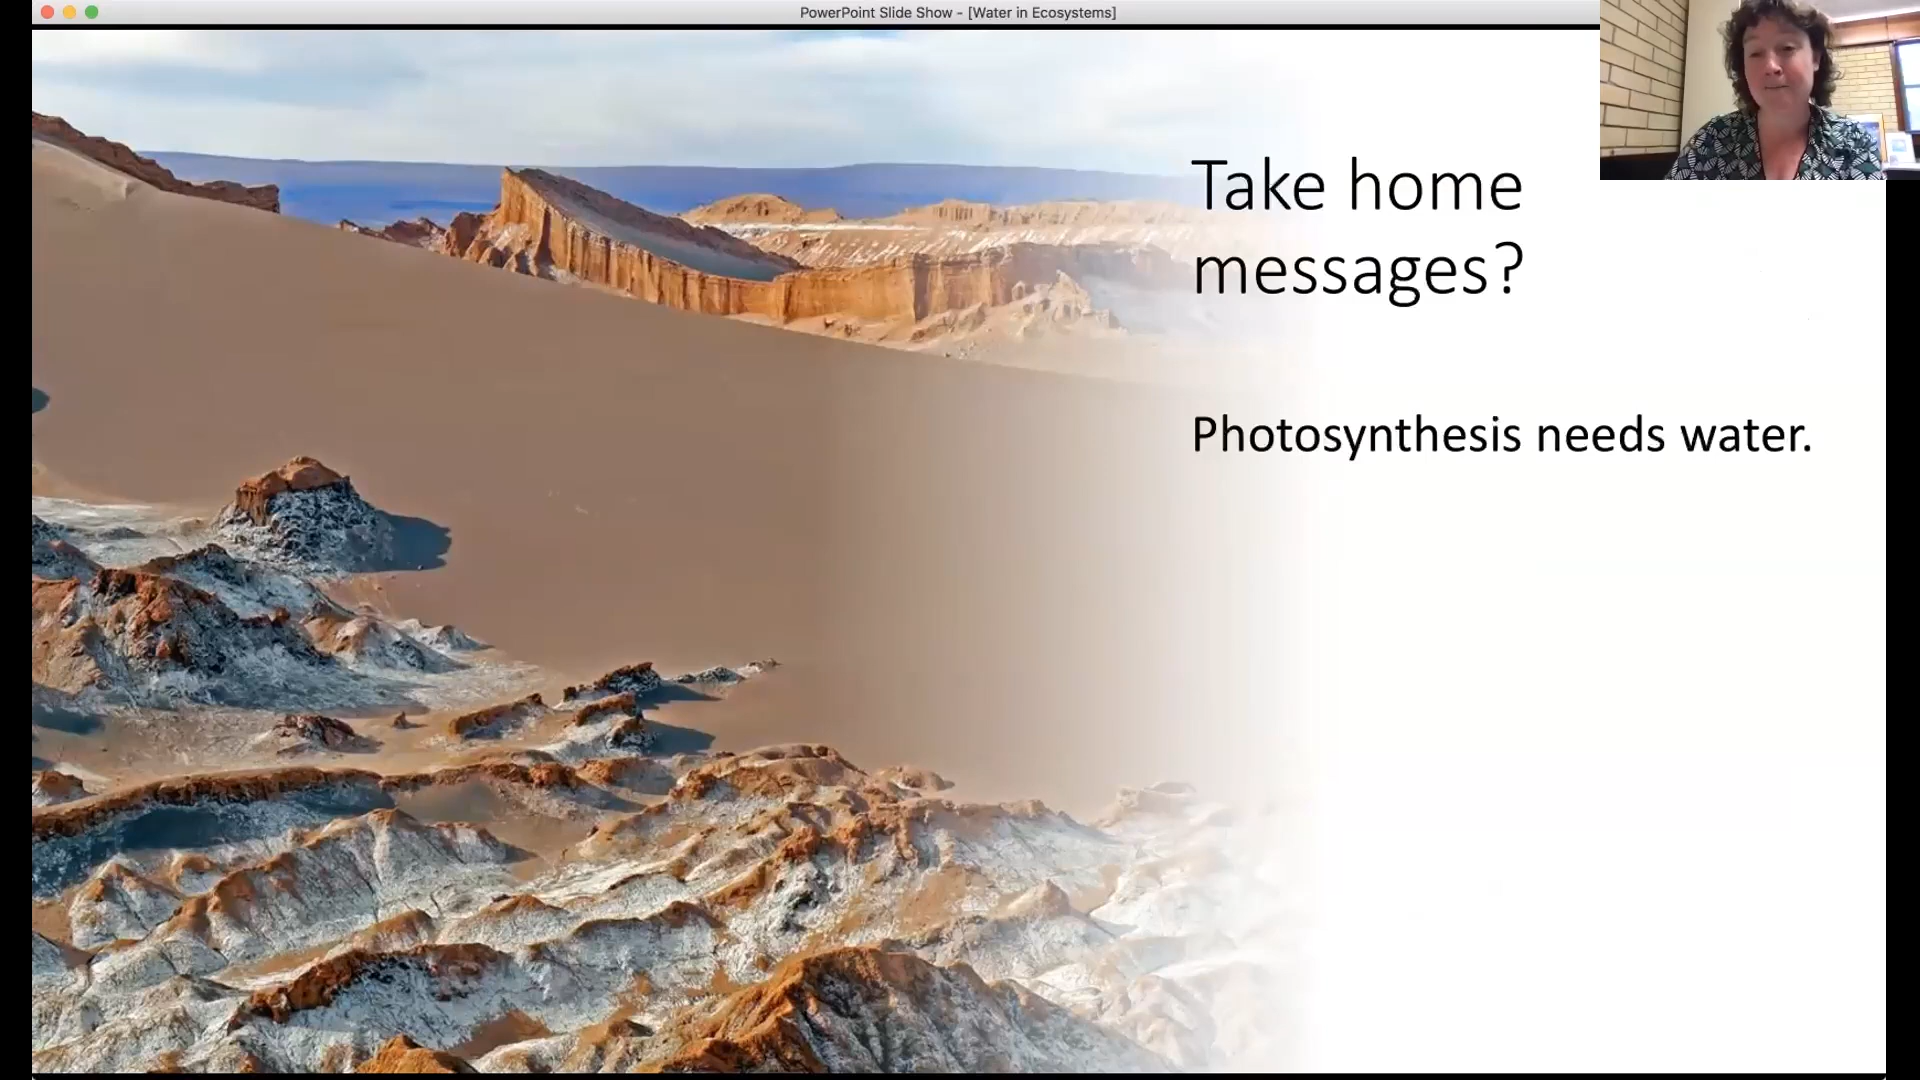 PowerPoint Slide Show - [Water in Ecosystems]
Take home
messages?
Photosynthesis needs water.